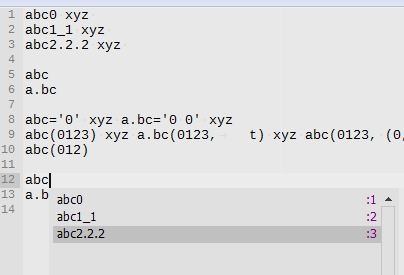 1 abc0 xyz
2 abc1_1 xyz
3 abc2.2.2 xyz
4
5 abc
6 a.bc
7
8 abc='0' xyz a.bc='0 0' xyz
9 abc(0123) xyz a.bc(0123, → t) xyz abc(0123, (0,
10 abc(012)
11
12 abc
13 a.b
14
abc0 :1
abc1_1 :2
abc2.2.2 :3